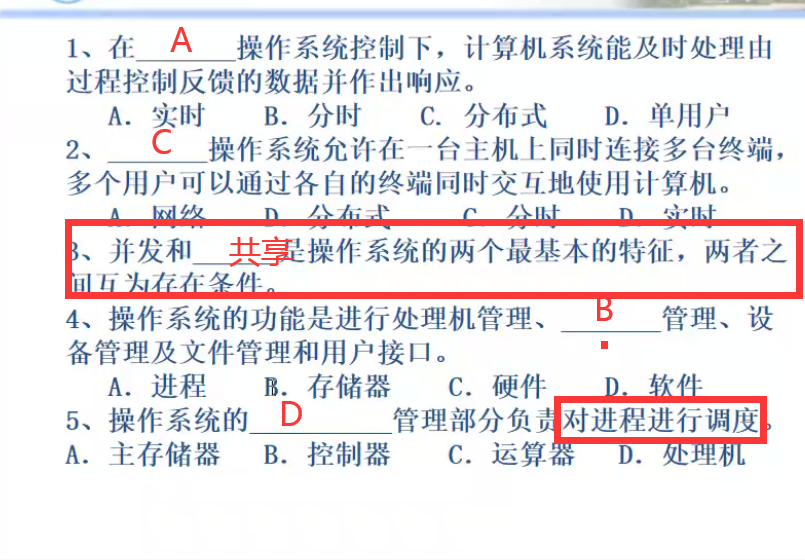 1、在 A 操作系统控制下，计算机系统能及时处理由
过程控制反馈的数据并作出响应。
A．实时 B．分时 C．分布式 D．单用户
2、 C 操作系统允许在一台主机上同时连接多台终端，
多个用户可以通过各自的终端同时交互地使用计算机。
A．网络 B．分布式 C．分时 D．实时
3、并发和 共享 是操作系统的两个最基本的特征，两者之
间互为存在条件。
4、操作系统的功能是进行处理机管理、 B 管理、设
备管理及文件管理和用户接口。
A．进程 B．存储器 C．硬件 D．软件
5、操作系统的 D 管理部分负责对进程进行调度。
A．主存储器 B．控制器 C．运算器 D．处理机